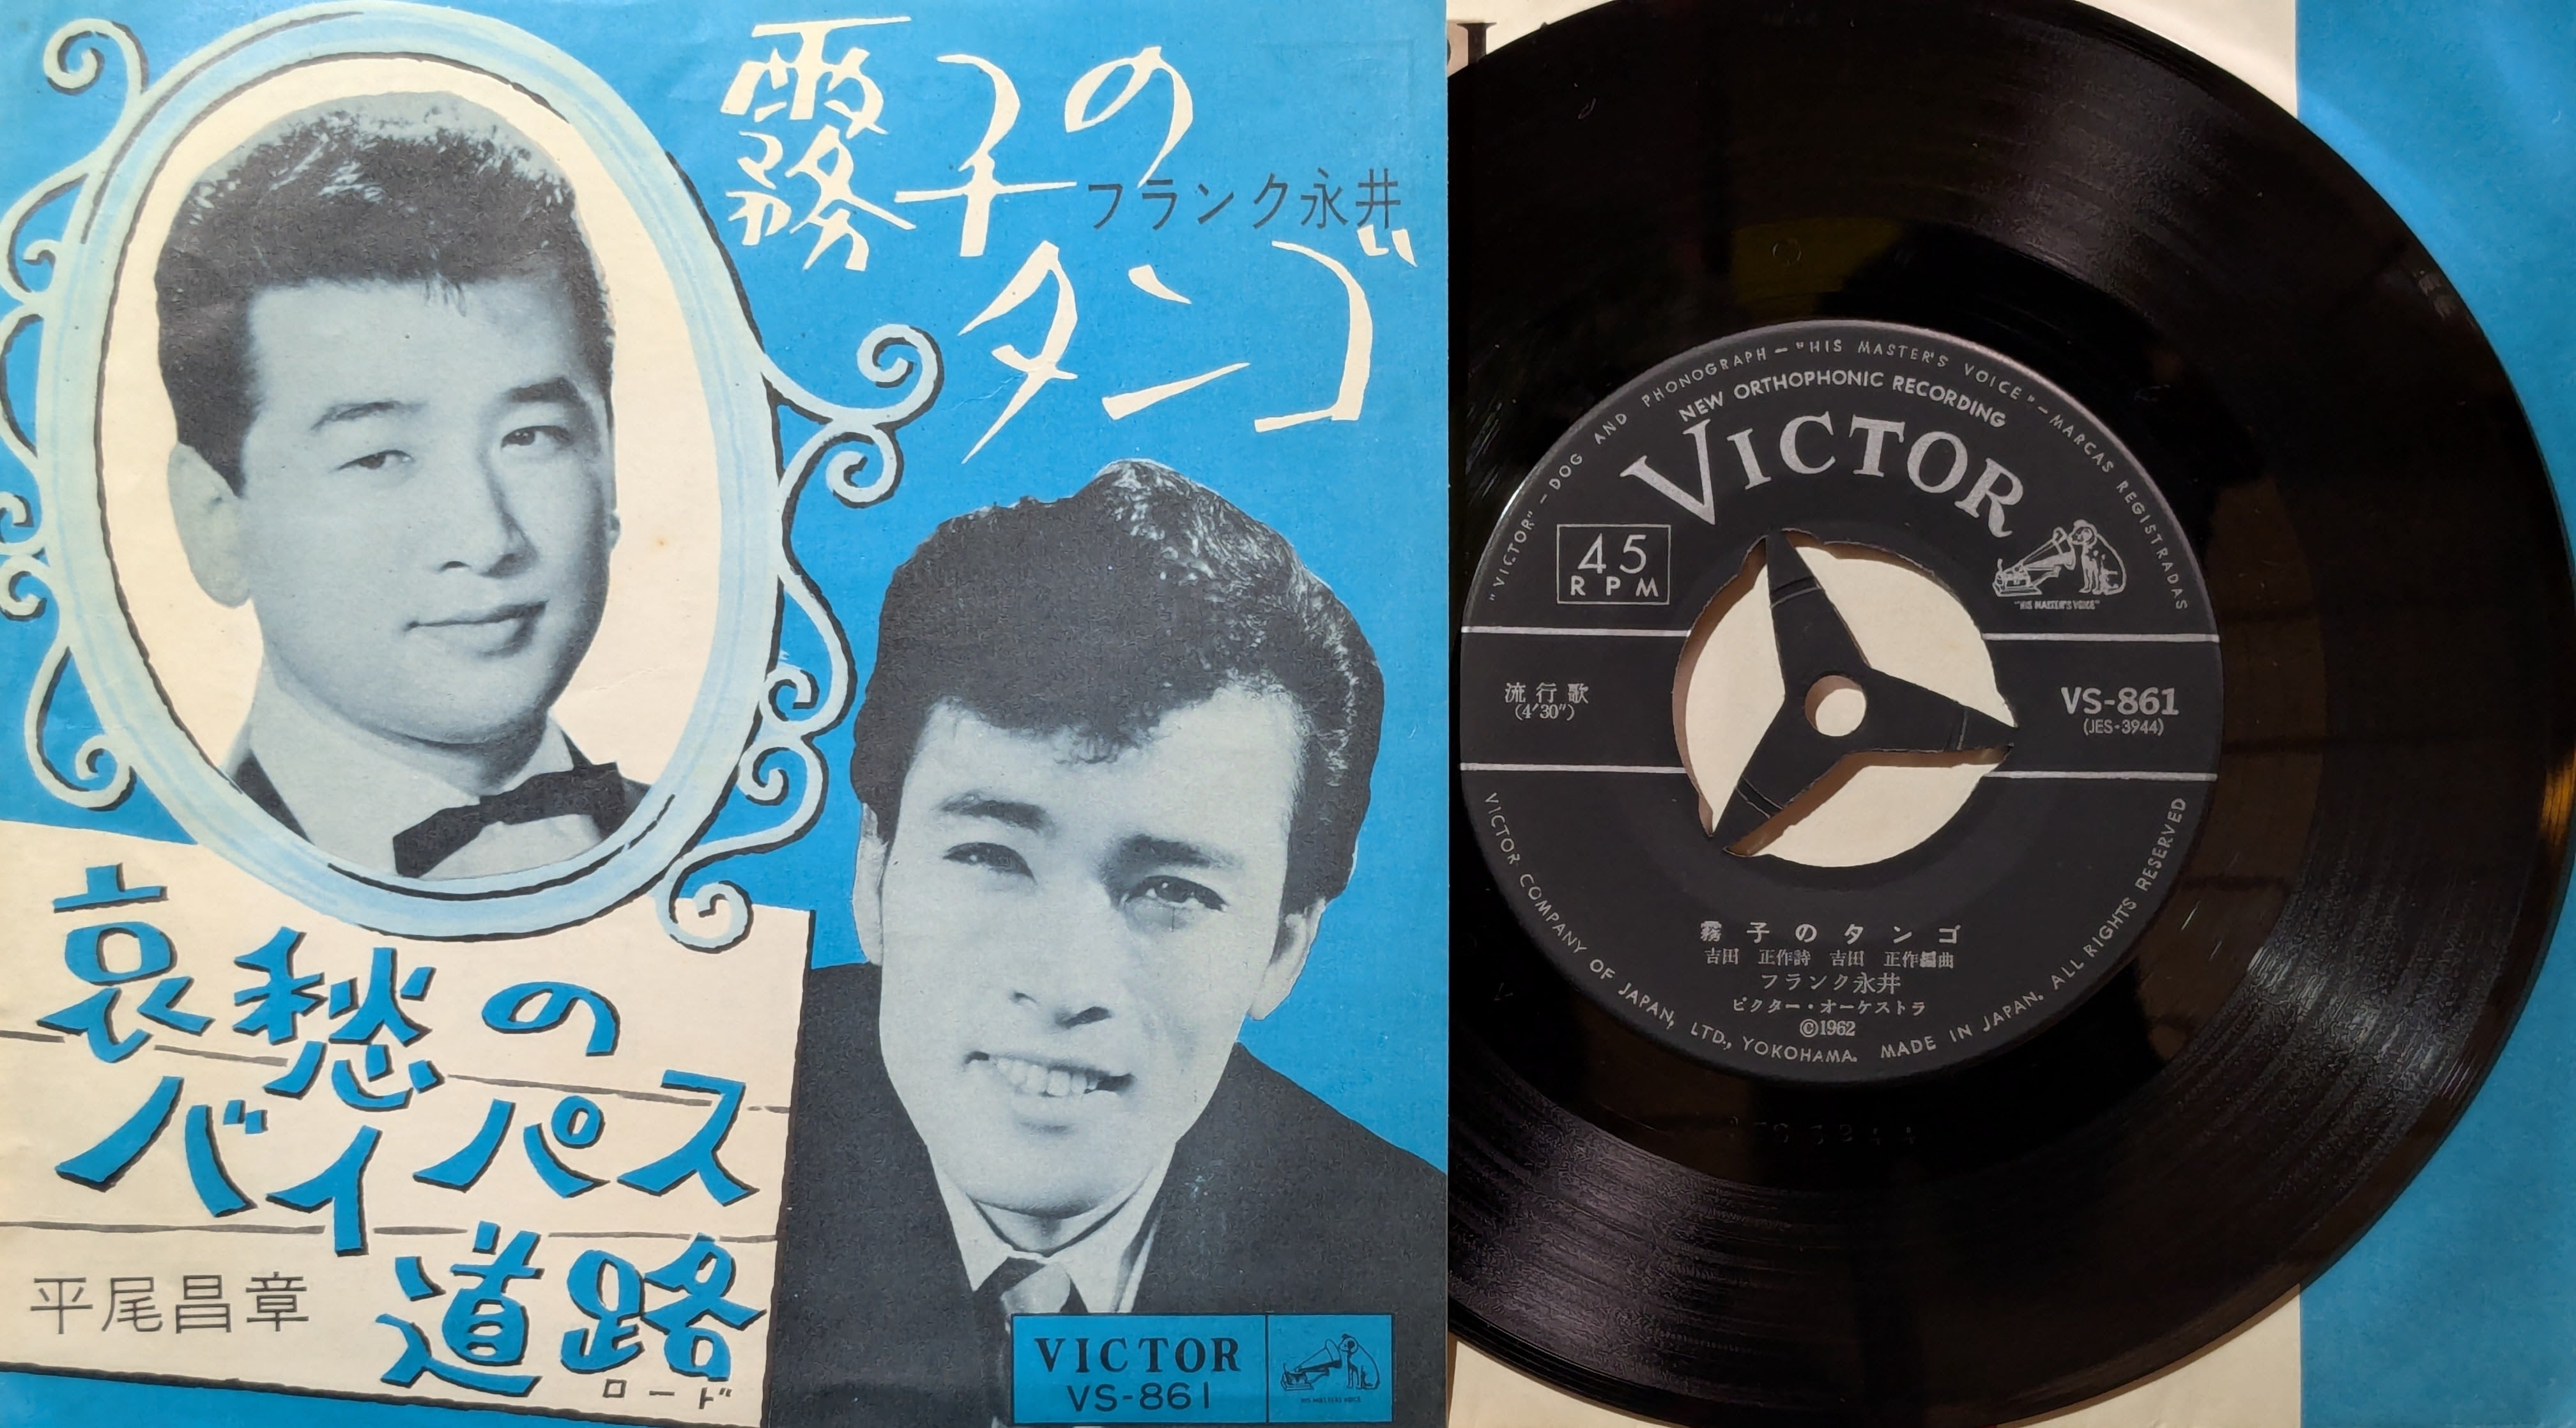 霧子の
フランク永井
タンゴ
哀愁の
バイパス
道路
ロード
平尾昌章
VICTOR
VS-861
HIS MASTERS VOICE
"VICTOR" – DOG AND PHONOGRAPH – "HIS MASTER'S VOICE" – MARCAS REGISTRADAS
NEW ORTHOPHONIC RECORDING
VICTOR
45
RPM
"HIS MASTER'S VOICE"
流行歌
(4′30″)
VS-861
(JES-3944)
霧子のタンゴ
吉田 正作詩 吉田 正作編曲
フランク永井
ビクター・オーケストラ
©1962
VICTOR COMPANY OF JAPAN, LTD., YOKOHAMA. MADE IN JAPAN. ALL RIGHTS RESERVED